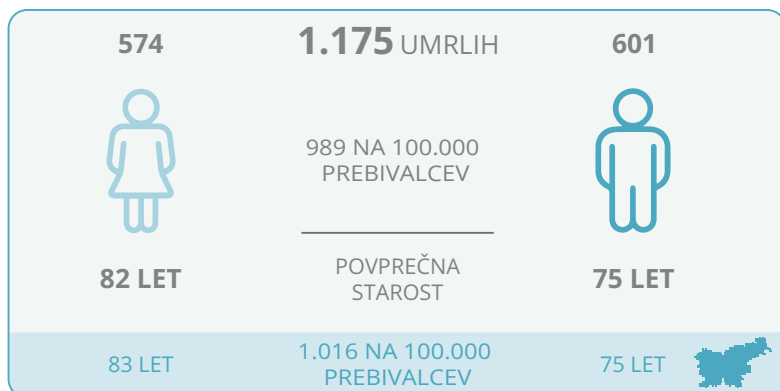 574
1.175 UMRLIH
601
989 NA 100.000
PREBIVALCEV
82 LET
POVPREČNA
STAROST
75 LET
83 LET
1.016 NA 100.000
PREBIVALCEV
75 LET